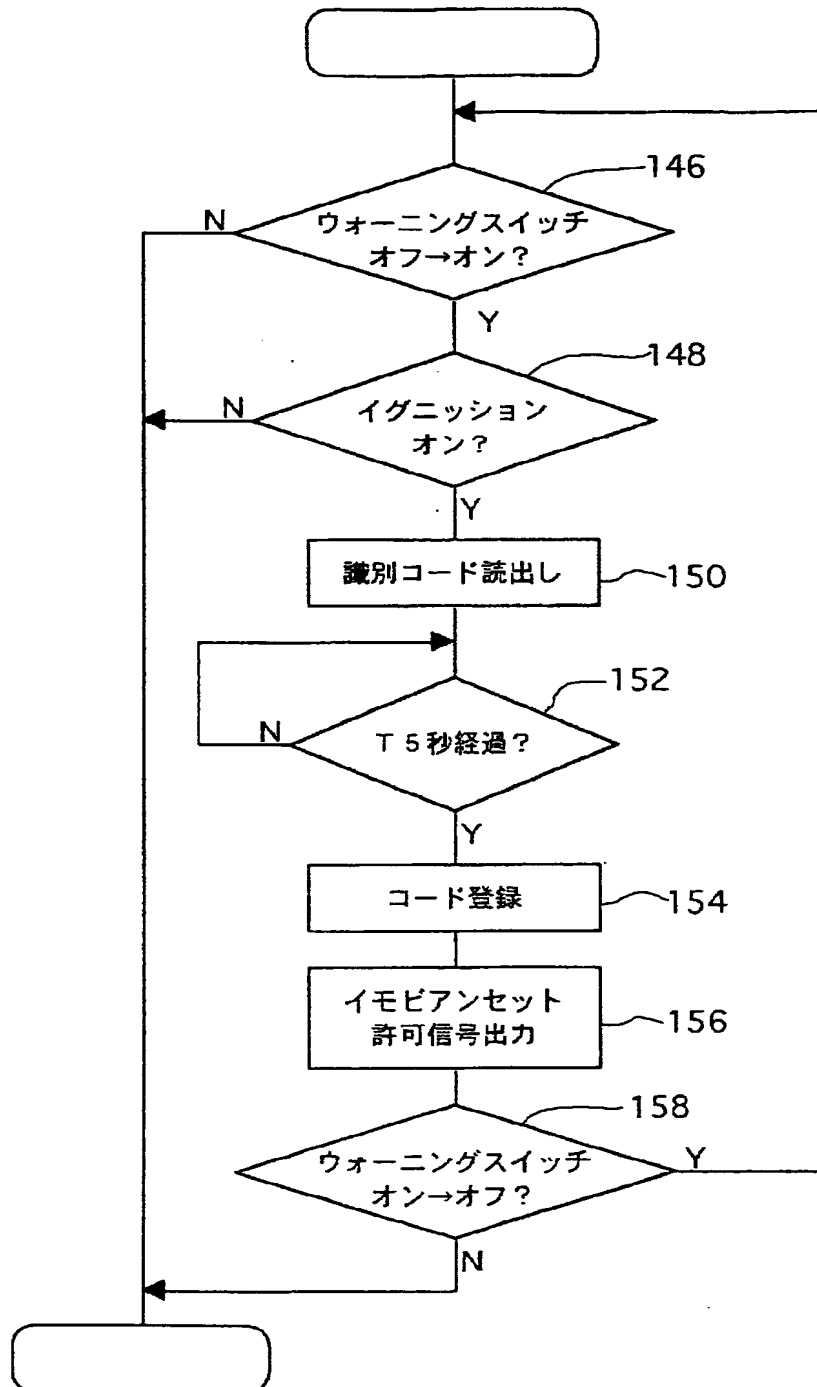 146
N
ウォーニングスイッチ
オフ→オン？
Y
148
N
イグニッション
オン？
Y
識別コード読出し
150
152
N
T5秒経過？
Y
コード登録
154
イモビアンセット
許可信号出力
156
158
ウォーニングスイッチ
オン→オフ？
Y
N